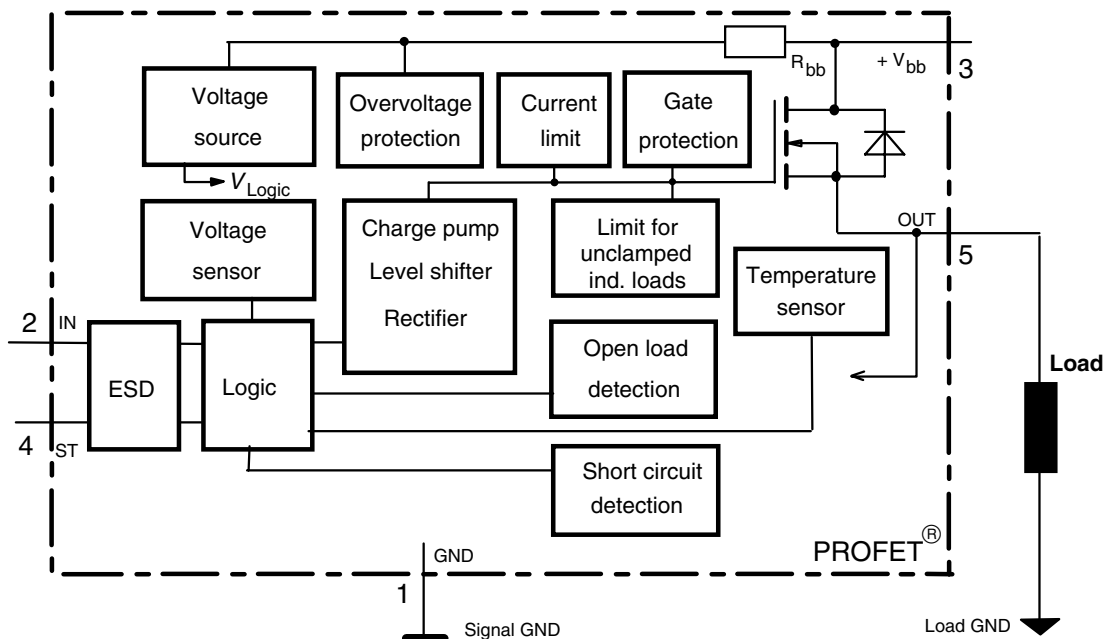 R bb
+ V bb
3
Voltage
source
Overvoltage
protection
Current
limit
Gate
protection
V Logic
Voltage
sensor
Charge pump
Level shifter
Rectifier
Limit for
unclamped
ind. loads
OUT
5
Temperature
sensor
2
IN
ESD
Logic
Open load
detection
Load
4
ST
Short circuit
detection
PROFET®
GND
1
Signal GND
Load GND